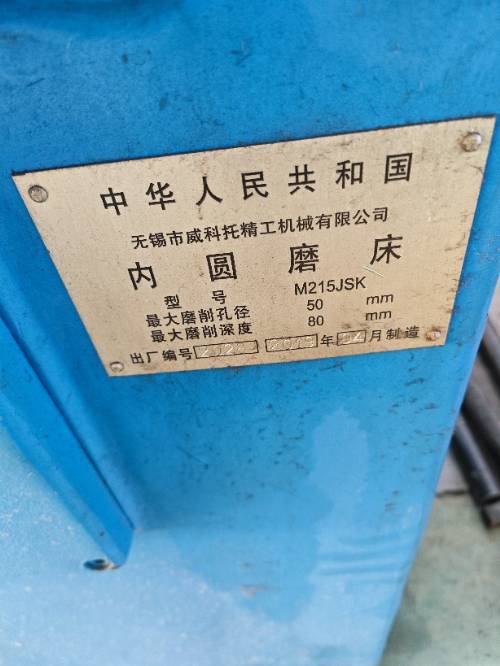 中华人民共和国
无锡市威科托精工机械有限公司
内圆磨床
型号 M215JSK
最大磨削孔径 50 mm
最大磨削深度 80 mm
出厂编号 年 04 月制造